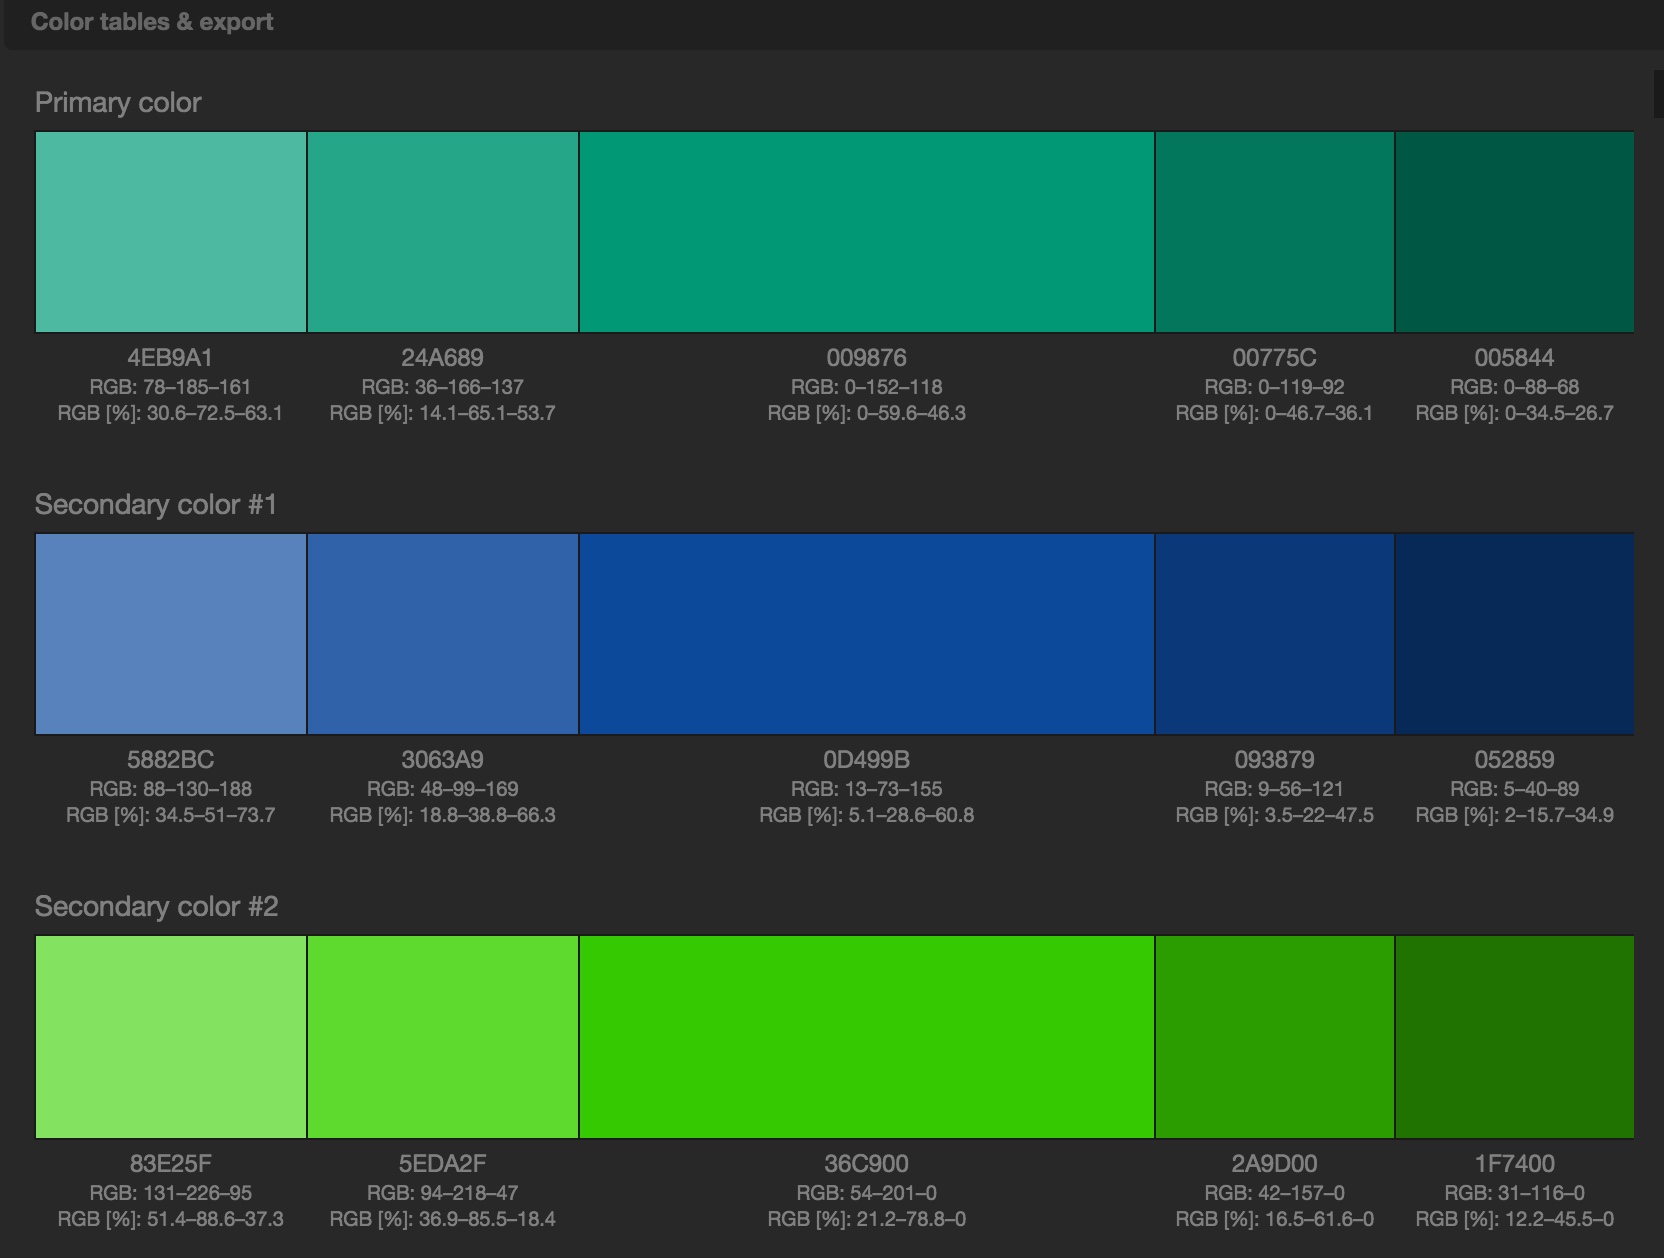 Color tables & export
Primary color
4EB9A1
RGB: 78–185–161
RGB [%]: 30.6–72.5–63.1
24A689
RGB: 36–166–137
RGB [%]: 14.1–65.1–53.7
009876
RGB: 0–152–118
RGB [%]: 0–59.6–46.3
00775C
RGB: 0–119–92
RGB [%]: 0–46.7–36.1
005844
RGB: 0–88–68
RGB [%]: 0–34.5–26.7
Secondary color #1
5882BC
RGB: 88–130–188
RGB [%]: 34.5–51–73.7
3063A9
RGB: 48–99–169
RGB [%]: 18.8–38.8–66.3
0D499B
RGB: 13–73–155
RGB [%]: 5.1–28.6–60.8
093879
RGB: 9–56–121
RGB [%]: 3.5–22–47.5
052859
RGB: 5–40–89
RGB [%]: 2–15.7–34.9
Secondary color #2
83E25F
RGB: 131–226–95
RGB [%]: 51.4–88.6–37.3
5EDA2F
RGB: 94–218–47
RGB [%]: 36.9–85.5–18.4
36C900
RGB: 54–201–0
RGB [%]: 21.2–78.8–0
2A9D00
RGB: 42–157–0
RGB [%]: 16.5–61.6–0
1F7400
RGB: 31–116–0
RGB [%]: 12.2–45.5–0